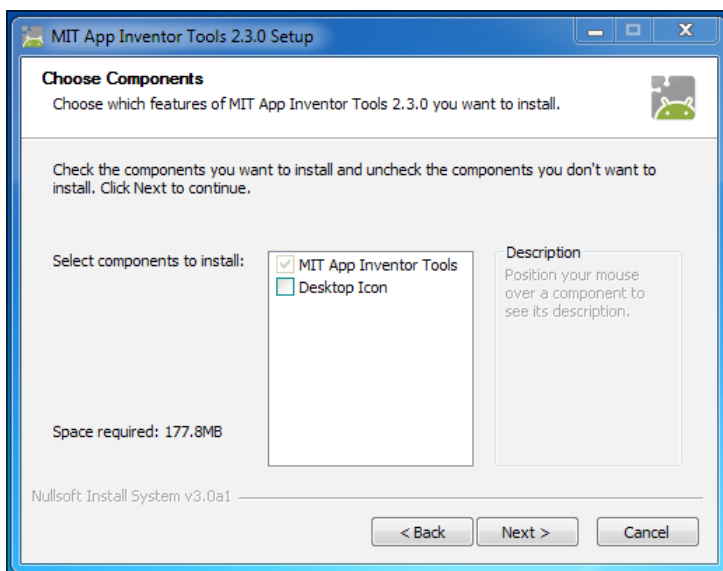 MIT App Inventor Tools 2.3.0 Setup
Choose Components
Choose which features of MIT App Inventor Tools 2.3.0 you want to install.
Check the components you want to install and uncheck the components you don't want to
install. Click Next to continue.
Select components to install:
MIT App Inventor Tools
Desktop Icon
Description
Position your mouse
over a component to
see its description.
Space required: 177.8MB
Nullsoft Install System v3.0a1
< Back
Next >
Cancel